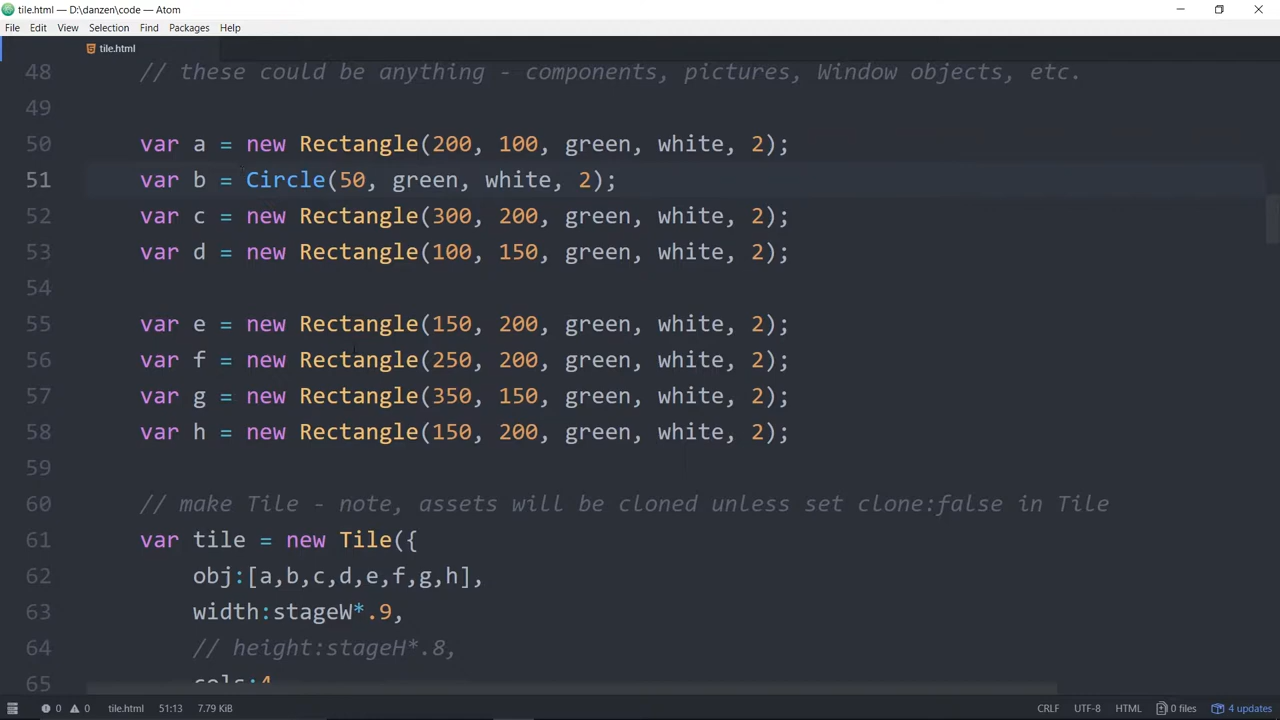 tile.html — D:\danzen\code — Atom
File Edit View Selection Find Packages Help
tile.html
48 // these could be anything - components, pictures, Window objects, etc.
49
50 var a = new Rectangle(200, 100, green, white, 2);
51 var b = Circle(50, green, white, 2);
52 var c = new Rectangle(300, 200, green, white, 2);
53 var d = new Rectangle(100, 150, green, white, 2);
54
55 var e = new Rectangle(150, 200, green, white, 2);
56 var f = new Rectangle(250, 200, green, white, 2);
57 var g = new Rectangle(350, 150, green, white, 2);
58 var h = new Rectangle(150, 200, green, white, 2);
59
60 // make Tile - note, assets will be cloned unless set clone:false in Tile
61 var tile = new Tile({
62 obj:[a,b,c,d,e,f,g,h],
63 width:stageW*.9,
64 // height:stageH*.8,
65 cols:4
0 0 tile.html 51:13 7.79 KiB CRLF UTF-8 HTML 0 files 4 updates